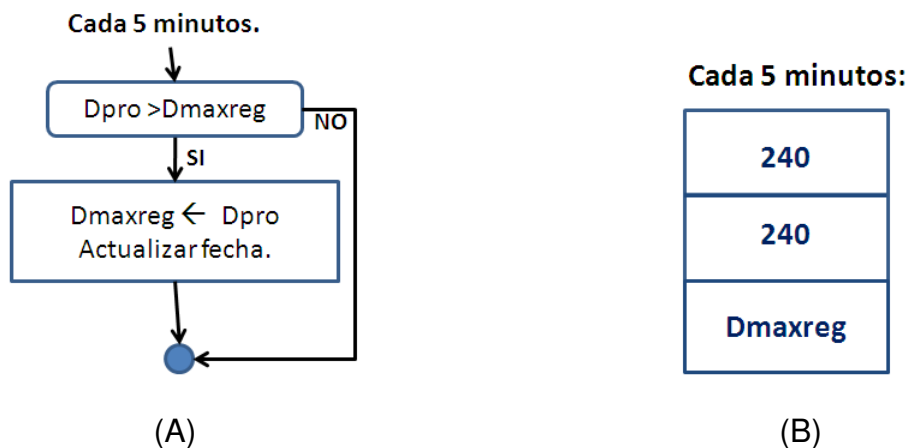 Cada 5 minutos.
Dpro >Dmaxreg
NO
SI
Dmaxreg ← Dpro
Actualizar fecha.
(A)
Cada 5 minutos:
240
240
Dmaxreg
(B)